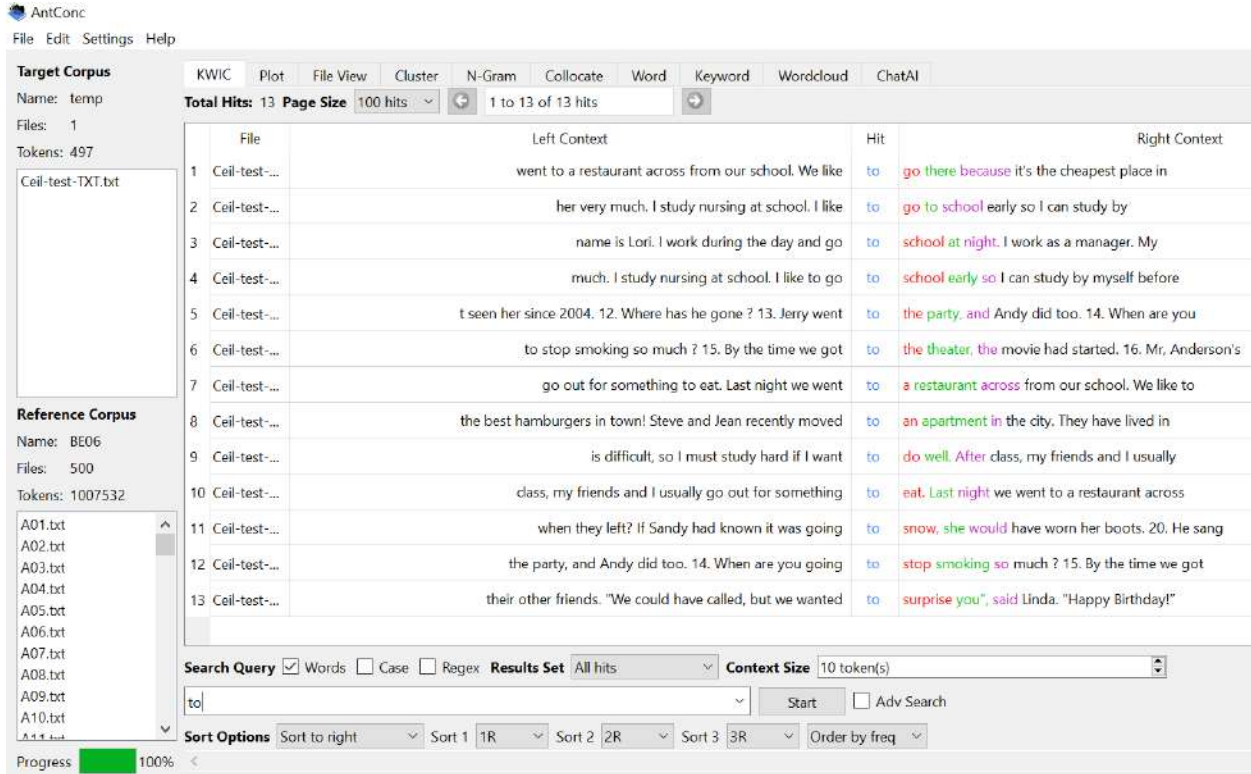 AntConc
File Edit Settings Help
Target Corpus
Name: temp
Files: 1
Tokens: 497
Ceil-test-TXT.txt
Reference Corpus
Name: BE06
Files: 500
Tokens: 1007532
A01.txt
A02.txt
A03.txt
A04.txt
A05.txt
A06.txt
A07.txt
A08.txt
A09.txt
A10.txt
A11.txt
Progress 100%
KWIC Plot File View Cluster N-Gram Collocate Word Keyword Wordcloud ChatAI
Total Hits: 13 Page Size 100 hits 1 to 13 of 13 hits
File Left Context Hit Right Context
1 Ceil-test-... went to a restaurant across from our school. We like to go there because it's the cheapest place in
2 Ceil-test-... her very much. I study nursing at school. I like to go to school early so I can study by
3 Ceil-test-... name is Lori. I work during the day and go to school at night. I work as a manager. My
4 Ceil-test-... much. I study nursing at school. I like to go to school early so I can study by myself before
5 Ceil-test-... t seen her since 2004. 12. Where has he gone ? 13. Jerry went to the party, and Andy did too. 14. When are you
6 Ceil-test-... to stop smoking so much ? 15. By the time we got to the theater, the movie had started. 16. Mr, Anderson's
7 Ceil-test-... go out for something to eat. Last night we went to a restaurant across from our school. We like to
8 Ceil-test-... the best hamburgers in town! Steve and Jean recently moved to an apartment in the city. They have lived in
9 Ceil-test-... is difficult, so I must study hard if I want to do well. After class, my friends and I usually
10 Ceil-test-... class, my friends and I usually go out for something to eat. Last night we went to a restaurant across
11 Ceil-test-... when they left? If Sandy had known it was going to snow, she would have worn her boots. 20. He sang
12 Ceil-test-... the party, and Andy did too. 14. When are you going to stop smoking so much ? 15. By the time we got
13 Ceil-test-... their other friends. "We could have called, but we wanted to surprise you", said Linda. "Happy Birthday!"
Search Query Words Case Regex Results Set All hits Context Size 10 token(s)
to Start Adv Search
Sort Options Sort to right Sort 1 1R Sort 2 2R Sort 3 3R Order by freq